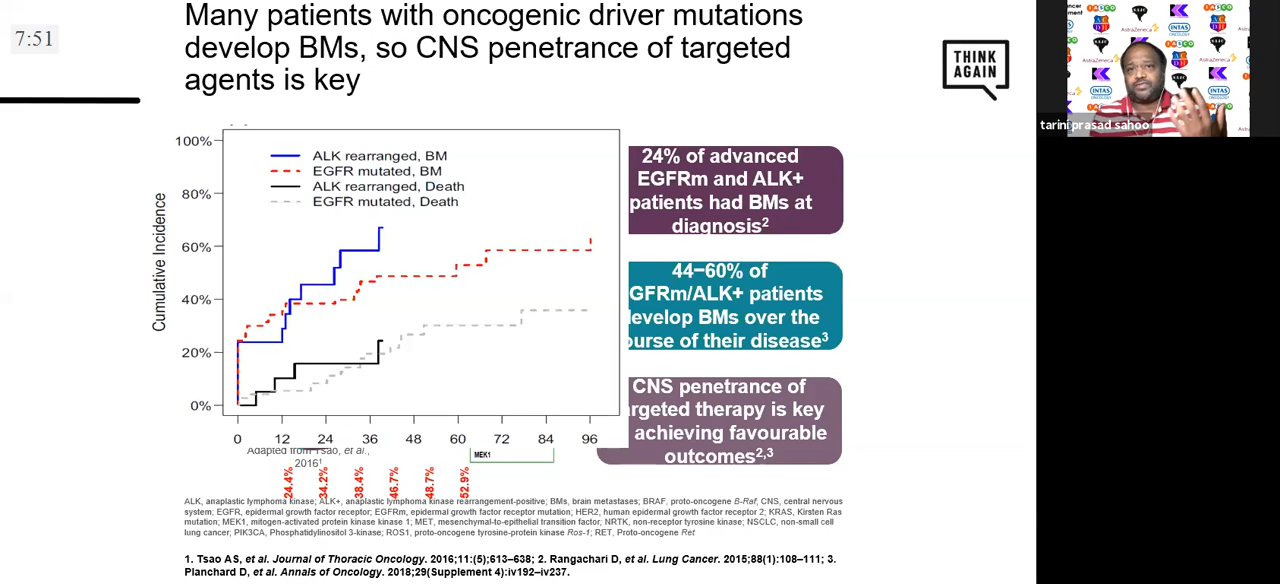 Many patients with oncogenic driver mutations
develop BMs, so CNS penetrance of targeted
agents is key
7:51
THINK
AGAIN
INTAS
AstraZeneca
INTAS
INTAS
tarini prasad sahoo
100%
80%
60%
40%
20%
0%
Cumulative Incidence
ALK rearranged, BM
EGFR mutated, BM
ALK rearranged, Death
EGFR mutated, Death
0 12 24 36 48 60 72 84 96
24% of advanced
EGFRm and ALK+
patients had BMs at
diagnosis2
44–60% of
GFRm/ALK+ patients
evelop BMs over the
ourse of their disease3
CNS penetrance of
rgeted therapy is key
achieving favourable
outcomes2,3
Adapted from Tsao, et al.,
2016¹
MEK1
24.4%
34.2%
38.4%
46.7%
48.7%
52.9%
ALK, anaplastic lymphoma kinase; ALK+, anaplastic lymphoma kinase rearrangement-positive; BMs, brain metastases; BRAF, proto-oncogene B-Raf; CNS, central nervous
system; EGFR, epidermal growth factor receptor; EGFRm, epidermal growth factor receptor mutation; HER2, human epidermal growth factor receptor 2; KRAS, Kirsten Ras
mutation; MEK1, mitogen-activated protein kinase kinase 1; MET, mesenchymal-to-epithelial transition factor; NRTK, non-receptor tyrosine kinase; NSCLC, non-small cell
lung cancer; PIK3CA, Phosphatidylinositol 3-kinase; ROS1, proto-oncogene tyrosine-protein kinase Ros-1; RET, Proto-oncogene Ret
1. Tsao AS, et al. Journal of Thoracic Oncology. 2016;11:(5);613–638; 2. Rangachari D, et al. Lung Cancer. 2015;88(1):108–111; 3.
Planchard D, et al. Annals of Oncology. 2018;29(Supplement 4):iv192–iv237.